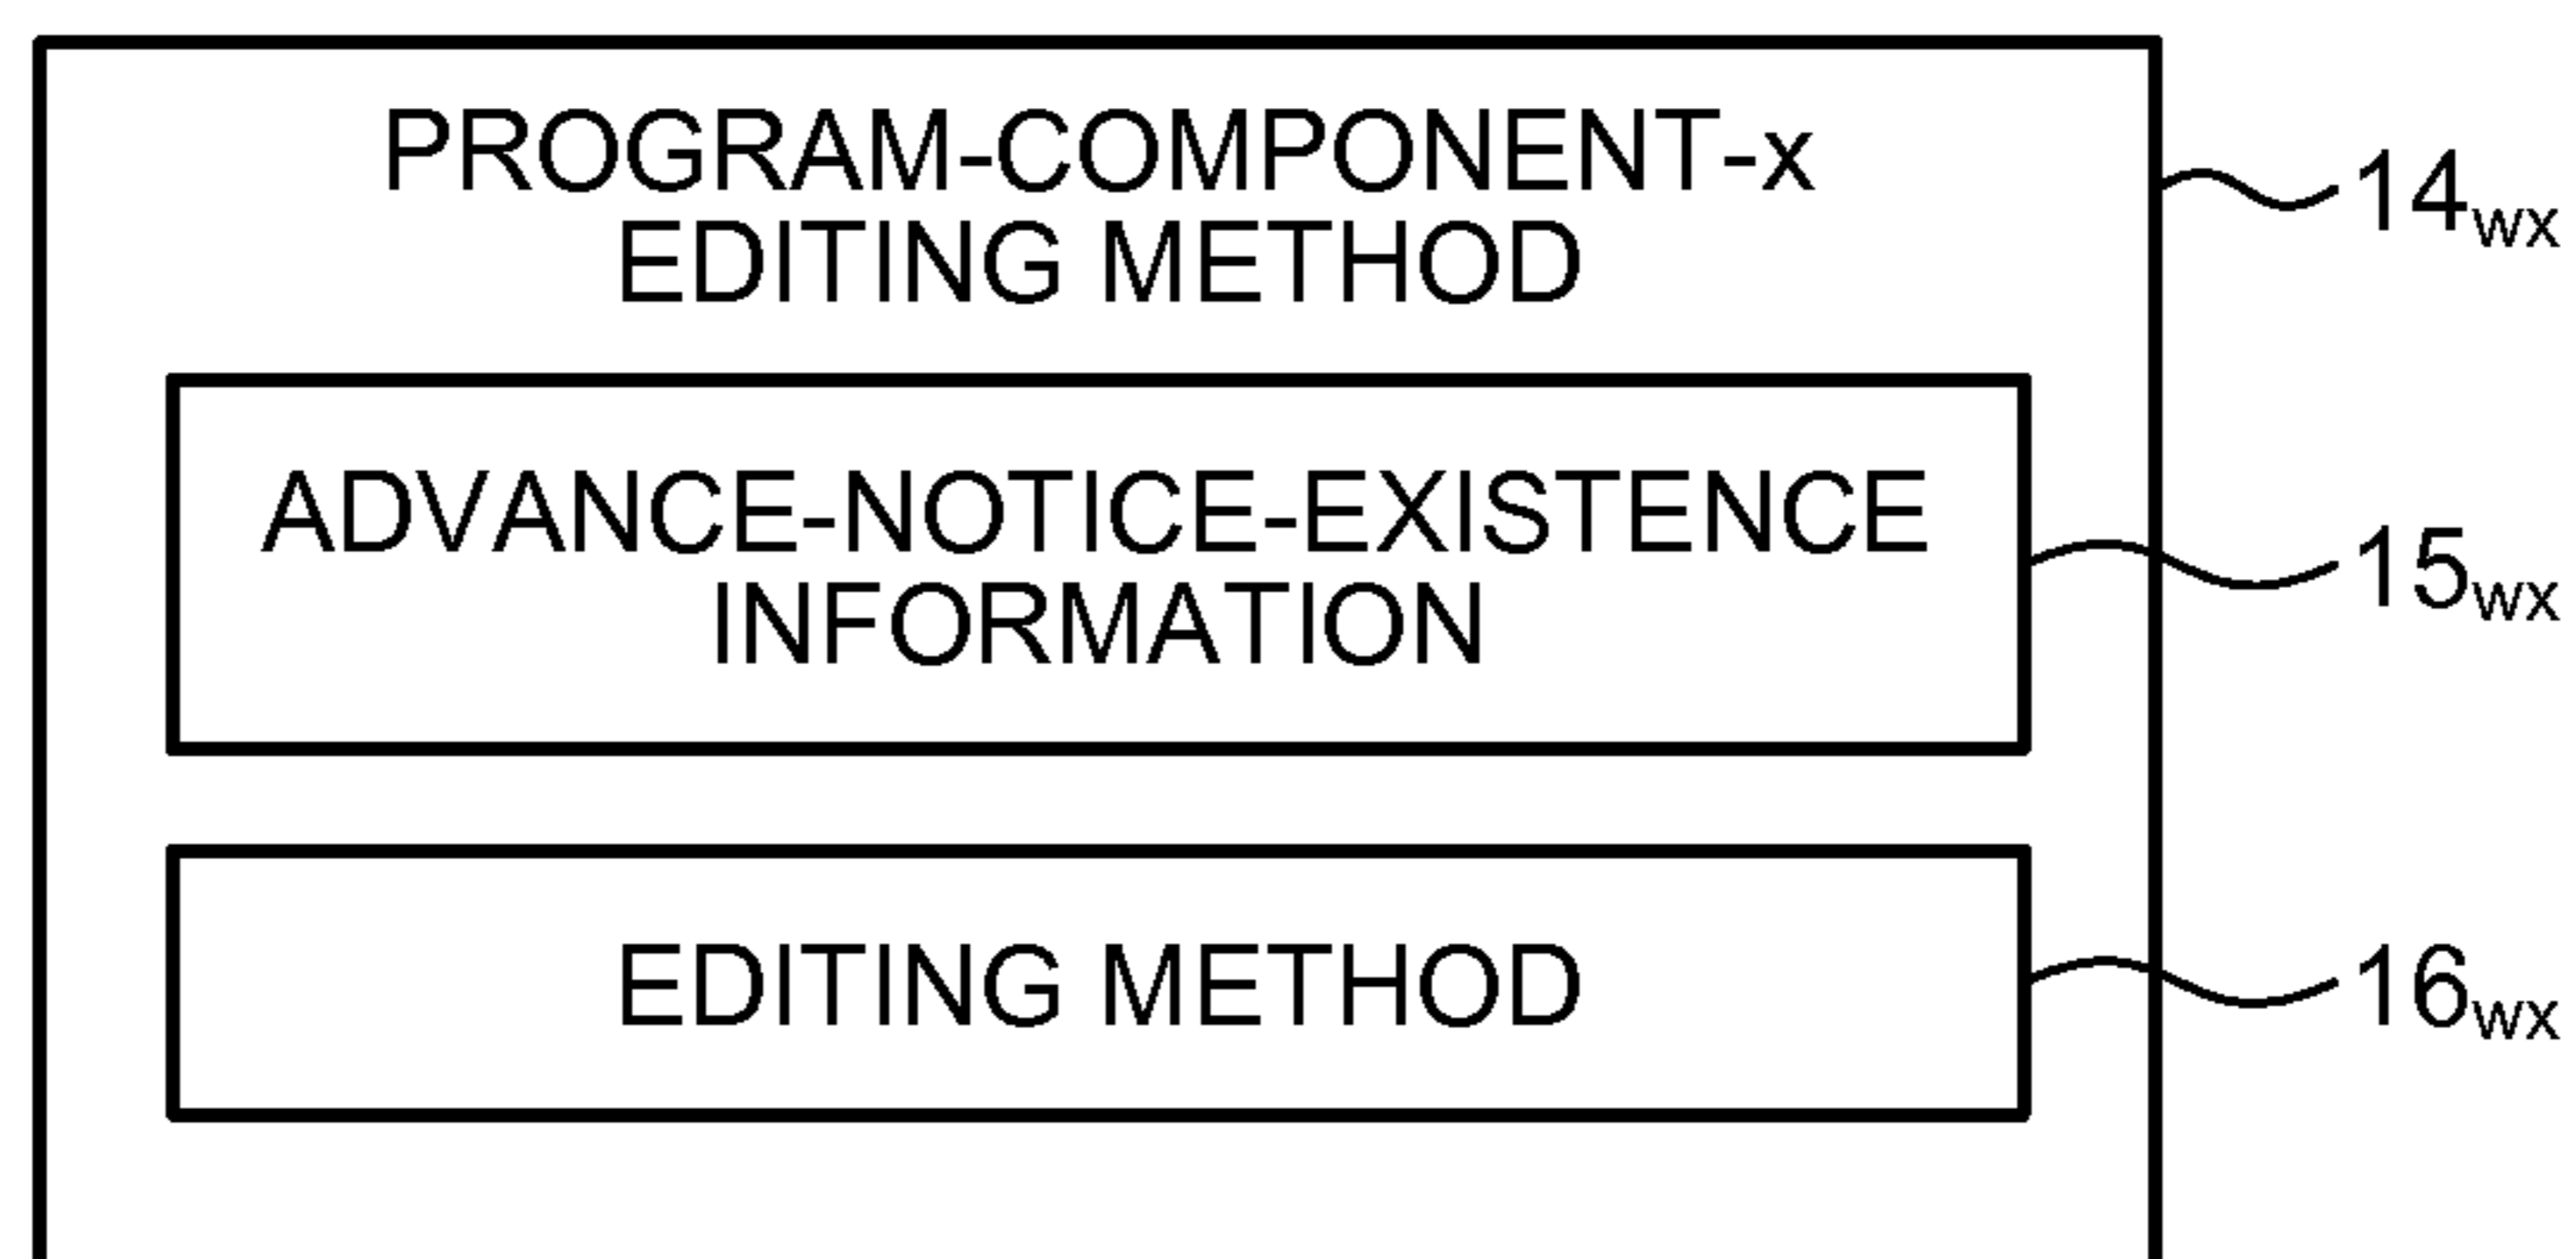 PROGRAM-COMPONENT-x
EDITING METHOD
14wx
ADVANCE-NOTICE-EXISTENCE
INFORMATION
15wx
EDITING METHOD
16wx